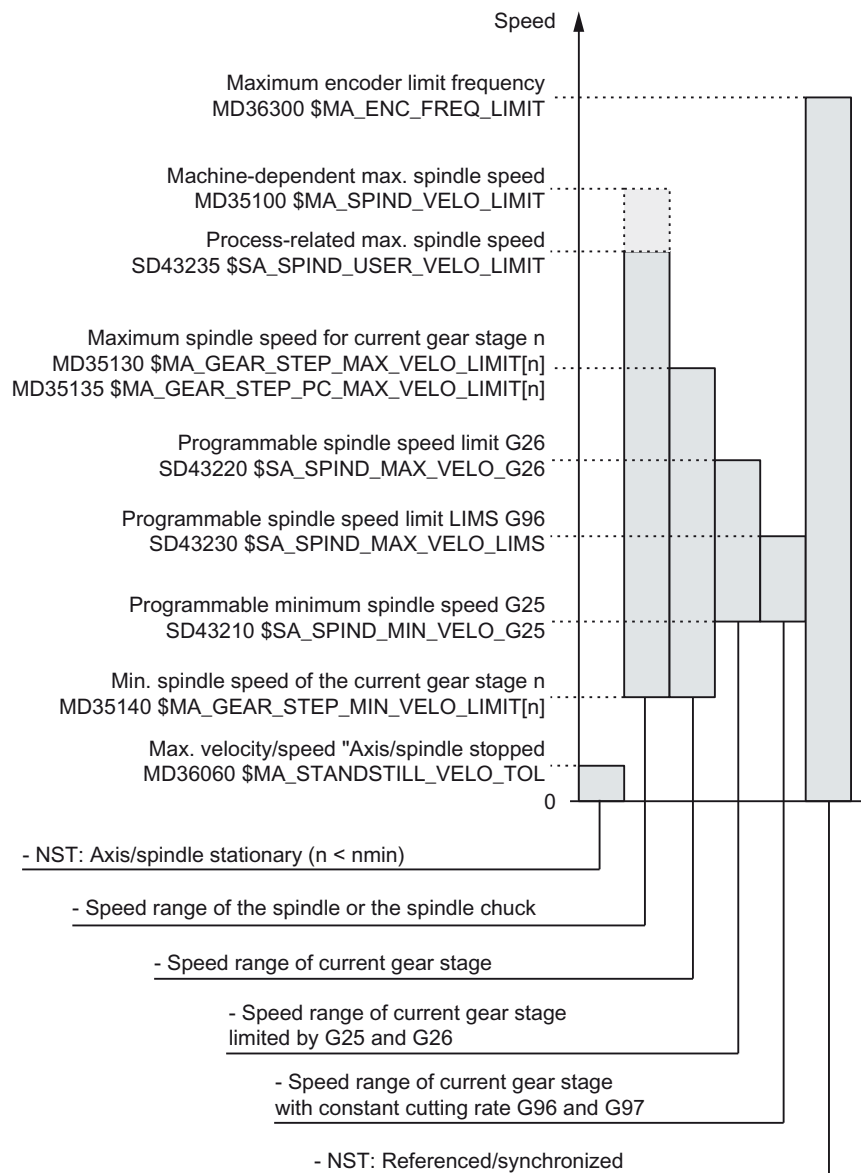 Speed
Maximum encoder limit frequency
MD36300 $MA_ENC_FREQ_LIMIT
Machine-dependent max. spindle speed
MD35100 $MA_SPIND_VELO_LIMIT
Process-related max. spindle speed
SD43235 $SA_SPIND_USER_VELO_LIMIT
Maximum spindle speed for current gear stage n
MD35130 $MA_GEAR_STEP_MAX_VELO_LIMIT[n]
MD35135 $MA_GEAR_STEP_PC_MAX_VELO_LIMIT[n]
Programmable spindle speed limit G26
SD43220 $SA_SPIND_MAX_VELO_G26
Programmable spindle speed limit LIMS G96
SD43230 $SA_SPIND_MAX_VELO_LIMS
Programmable minimum spindle speed G25
SD43210 $SA_SPIND_MIN_VELO_G25
Min. spindle speed of the current gear stage n
MD35140 $MA_GEAR_STEP_MIN_VELO_LIMIT[n]
Max. velocity/speed "Axis/spindle stopped
MD36060 $MA_STANDSTILL_VELO_TOL
0
- NST: Axis/spindle stationary (n < nmin)
- Speed range of the spindle or the spindle chuck
- Speed range of current gear stage
- Speed range of current gear stage
limited by G25 and G26
- Speed range of current gear stage
with constant cutting rate G96 and G97
- NST: Referenced/synchronized